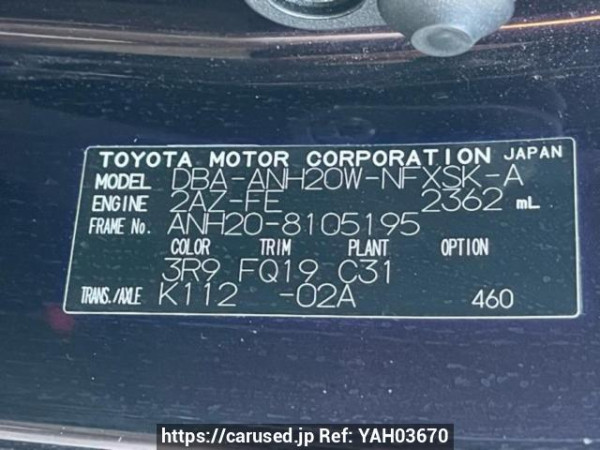 TOYOTA MOTOR CORPORATION JAPAN
MODEL DBA-ANH20W-NFXSK-A
ENGINE 2AZ-FE 2362 mL
FRAME No. ANH20-8105195
COLOR TRIM PLANT OPTION
3R9 FQ19 C31
TRANS./AXLE K112 -02A 460
https://carused.jp Ref: YAH03670